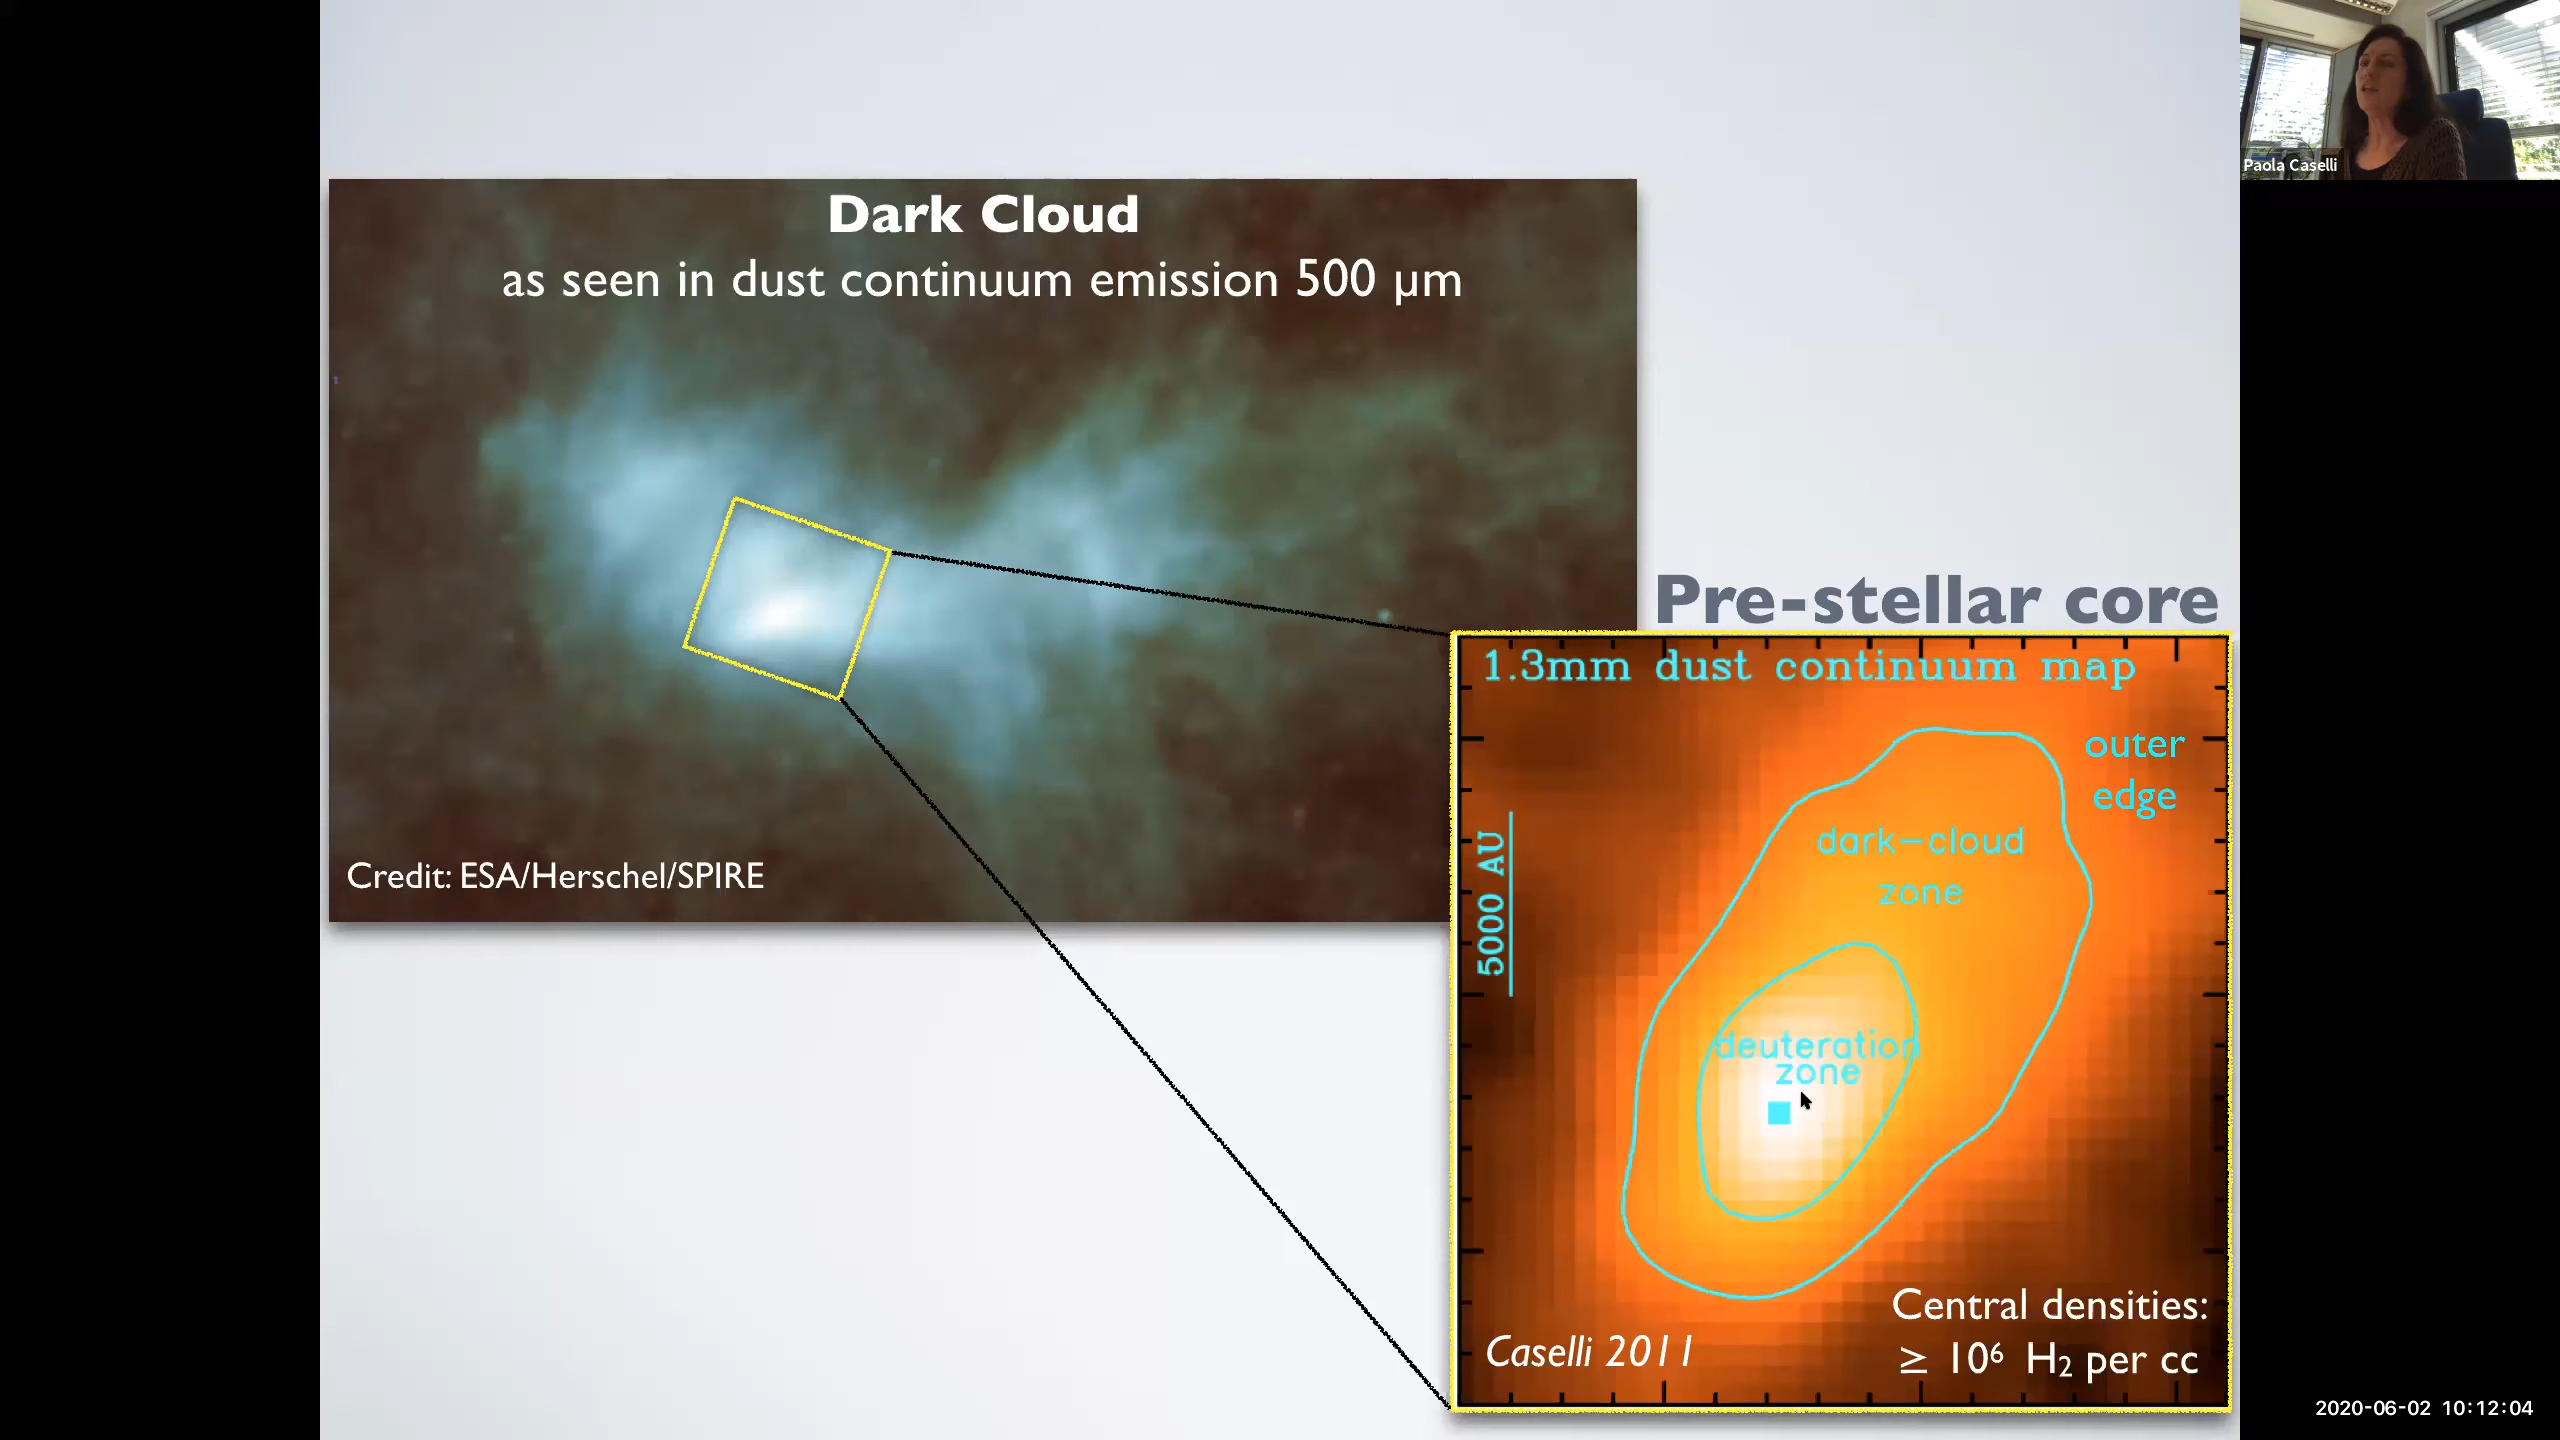 Paola Caselli
Dark Cloud
as seen in dust continuum emission 500 µm
Credit: ESA/Herschel/SPIRE
Pre-stellar core
1.3mm dust continuum map
outer
edge
dark-cloud
zone
5000 AU
deuteration
zone
Central densities:
≥ 10⁶ H₂ per cc
Caselli 2011
2020-06-02 10:12:04